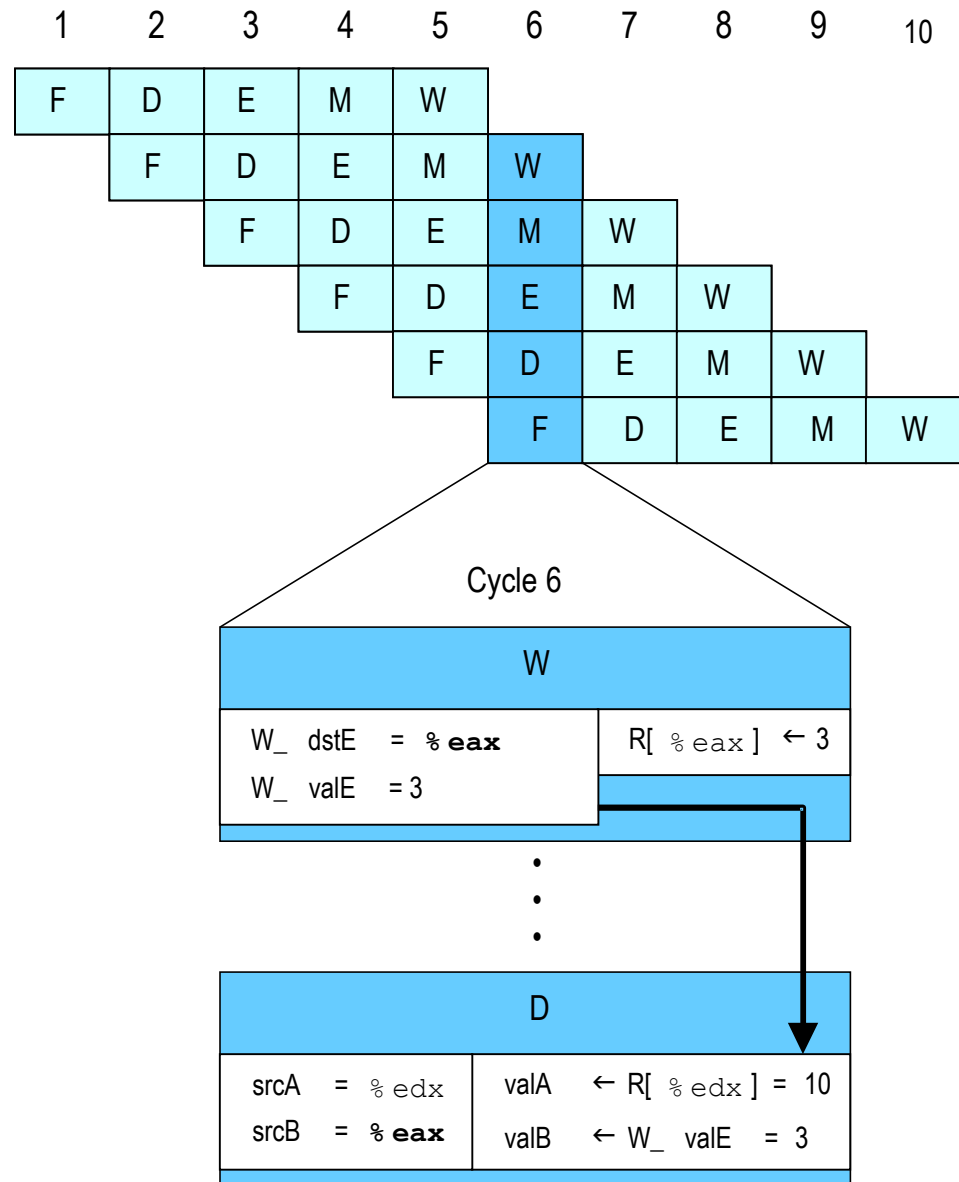 1 2 3 4 5 6 7 8 9 10
F D E M W
F D E M W
F D E M W
F D E M W
F D E M W
F D E M W
Cycle 6
W
W_ dstE = %eax
W_ valE = 3
R[ %eax ] ← 3
D
srcA = %edx
srcB = %eax
valA ← R[ %edx ] = 10
valB ← W_ valE = 3